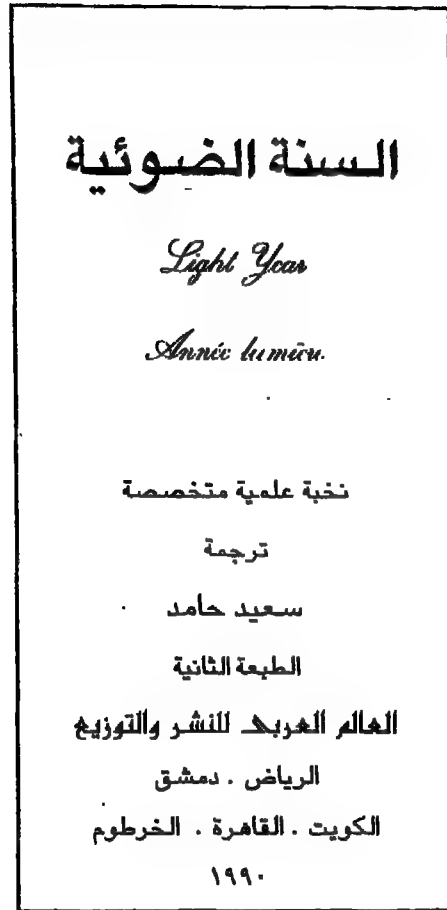 السنة الضوئية
Light Year
Année lumière.
نخبة علمية متخصصة
ترجمة
سعيد حامد
الطبعة الثانية
العالم العربى للنشر والتوزيع
الرياض . دمشق
الكويت . القاهرة . الخرطوم
١٩٩٠